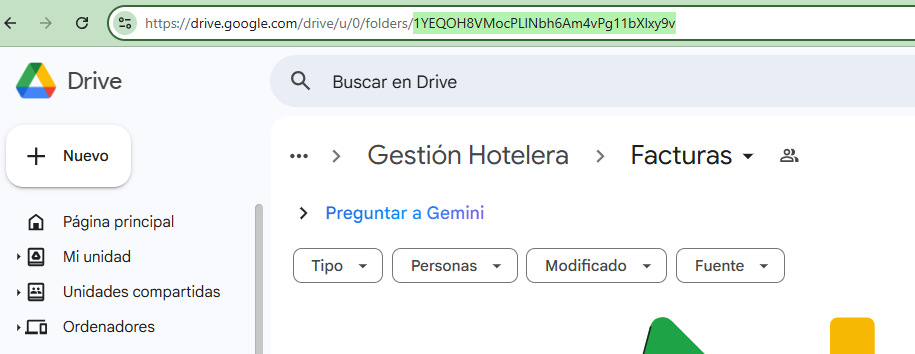 https://drive.google.com/drive/u/0/folders/1YEQOH8VMocPLINbh6Am4vPg11bXIxy9v
Drive
Buscar en Drive
Nuevo
Gestión Hotelera
Facturas
Preguntar a Gemini
Página principal
Mi unidad
Unidades compartidas
Ordenadores
Tipo
Personas
Modificado
Fuente